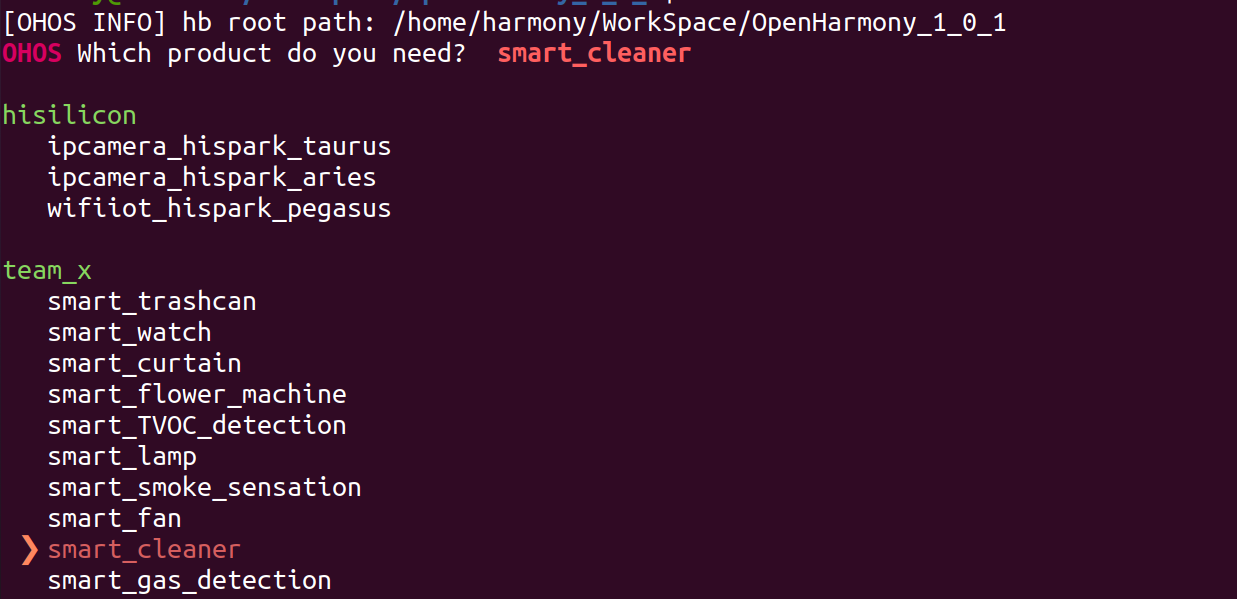 [OHOS INFO] hb root path: /home/harmony/WorkSpace/OpenHarmony_1_0_1
OHOS Which product do you need?  smart_cleaner
hisilicon
ipcamera_hispark_taurus
ipcamera_hispark_aries
wifiiot_hispark_pegasus
team_x
smart_trashcan
smart_watch
smart_curtain
smart_flower_machine
smart_TVOC_detection
smart_lamp
smart_smoke_sensation
smart_fan
❯ smart_cleaner
smart_gas_detection